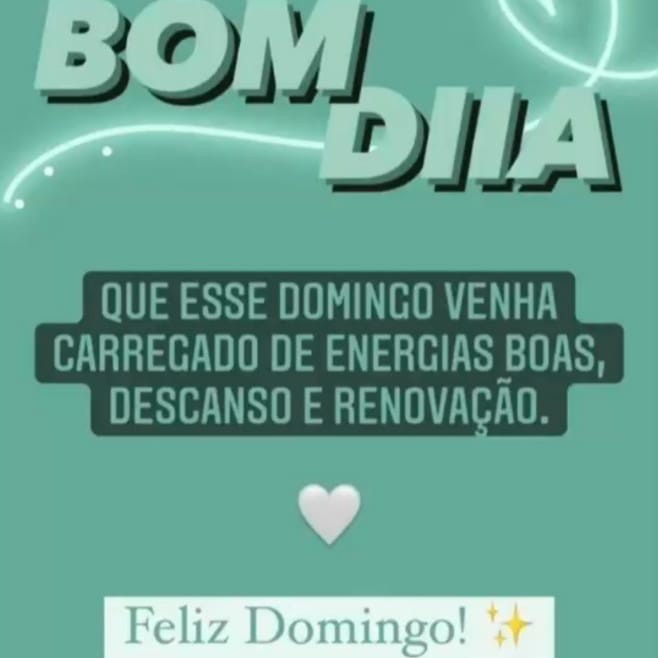 BOM
DIIA
QUE ESSE DOMINGO VENHA
CARREGADO DE ENERGIAS BOAS,
DESCANSO E RENOVAÇÃO.
Feliz Domingo! ✨